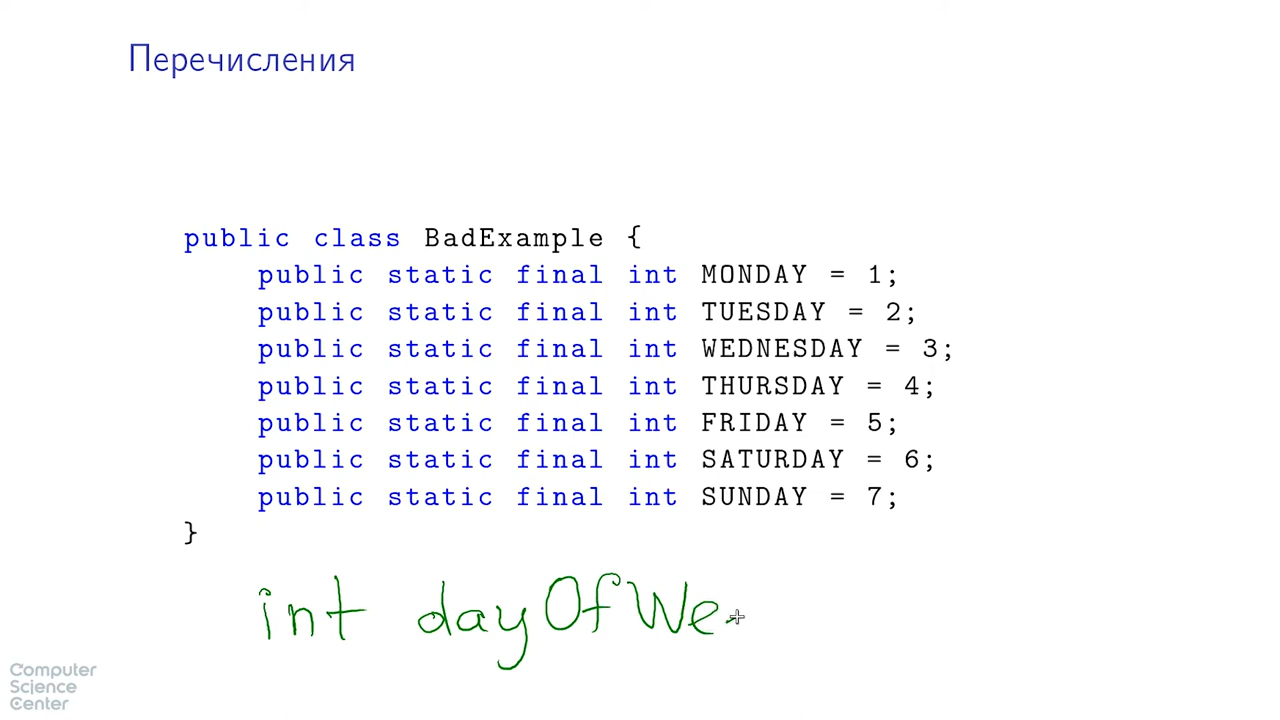 Перечисления
public class BadExample {
public static final int MONDAY = 1;
public static final int TUESDAY = 2;
public static final int WEDNESDAY = 3;
public static final int THURSDAY = 4;
public static final int FRIDAY = 5;
public static final int SATURDAY = 6;
public static final int SUNDAY = 7;
}
int dayOfWe
Computer
Science
Center